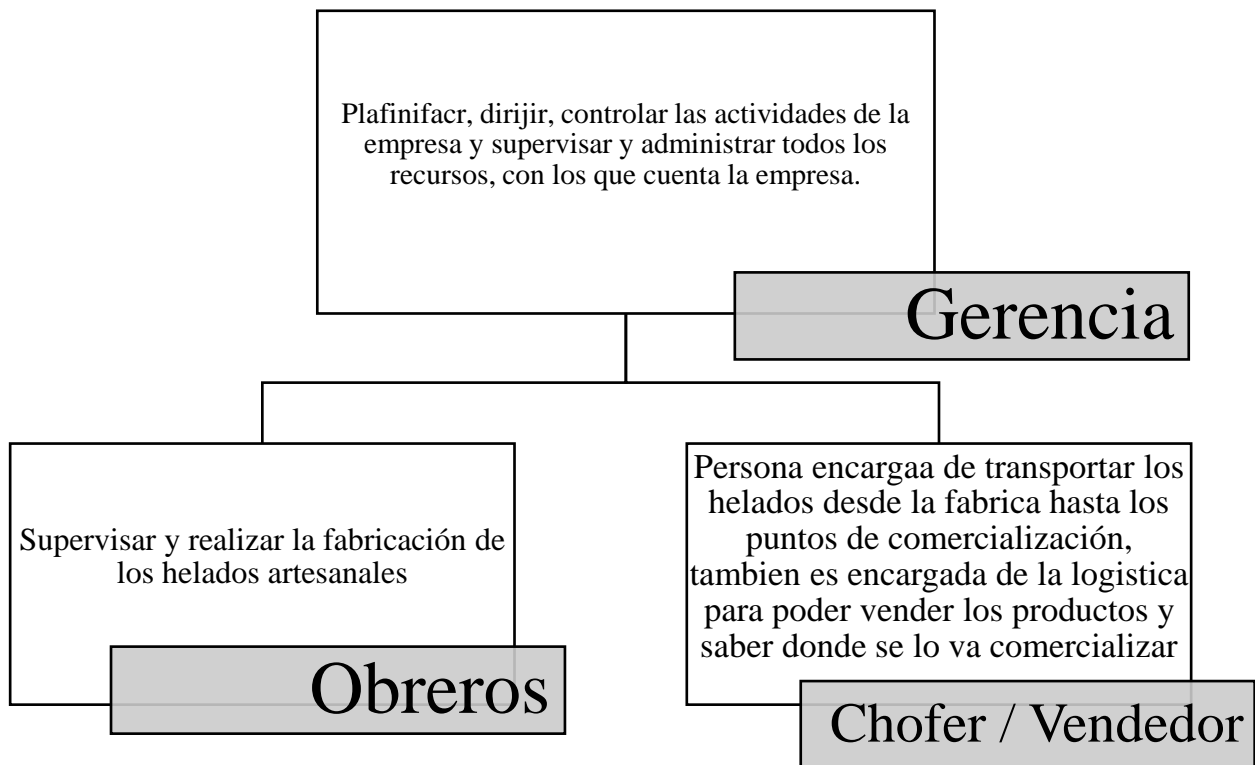 Plafinifacr, dirijir, controlar las actividades de la
empresa y supervisar y administrar todos los
recursos, con los que cuenta la empresa.
Gerencia
Supervisar y realizar la fabricación de
los helados artesanales
Obreros
Persona encargaa de transportar los
helados desde la fabrica hasta los
puntos de comercialización,
tambien es encargada de la logistica
para poder vender los productos y
saber donde se lo va comercializar
Chofer / Vendedor